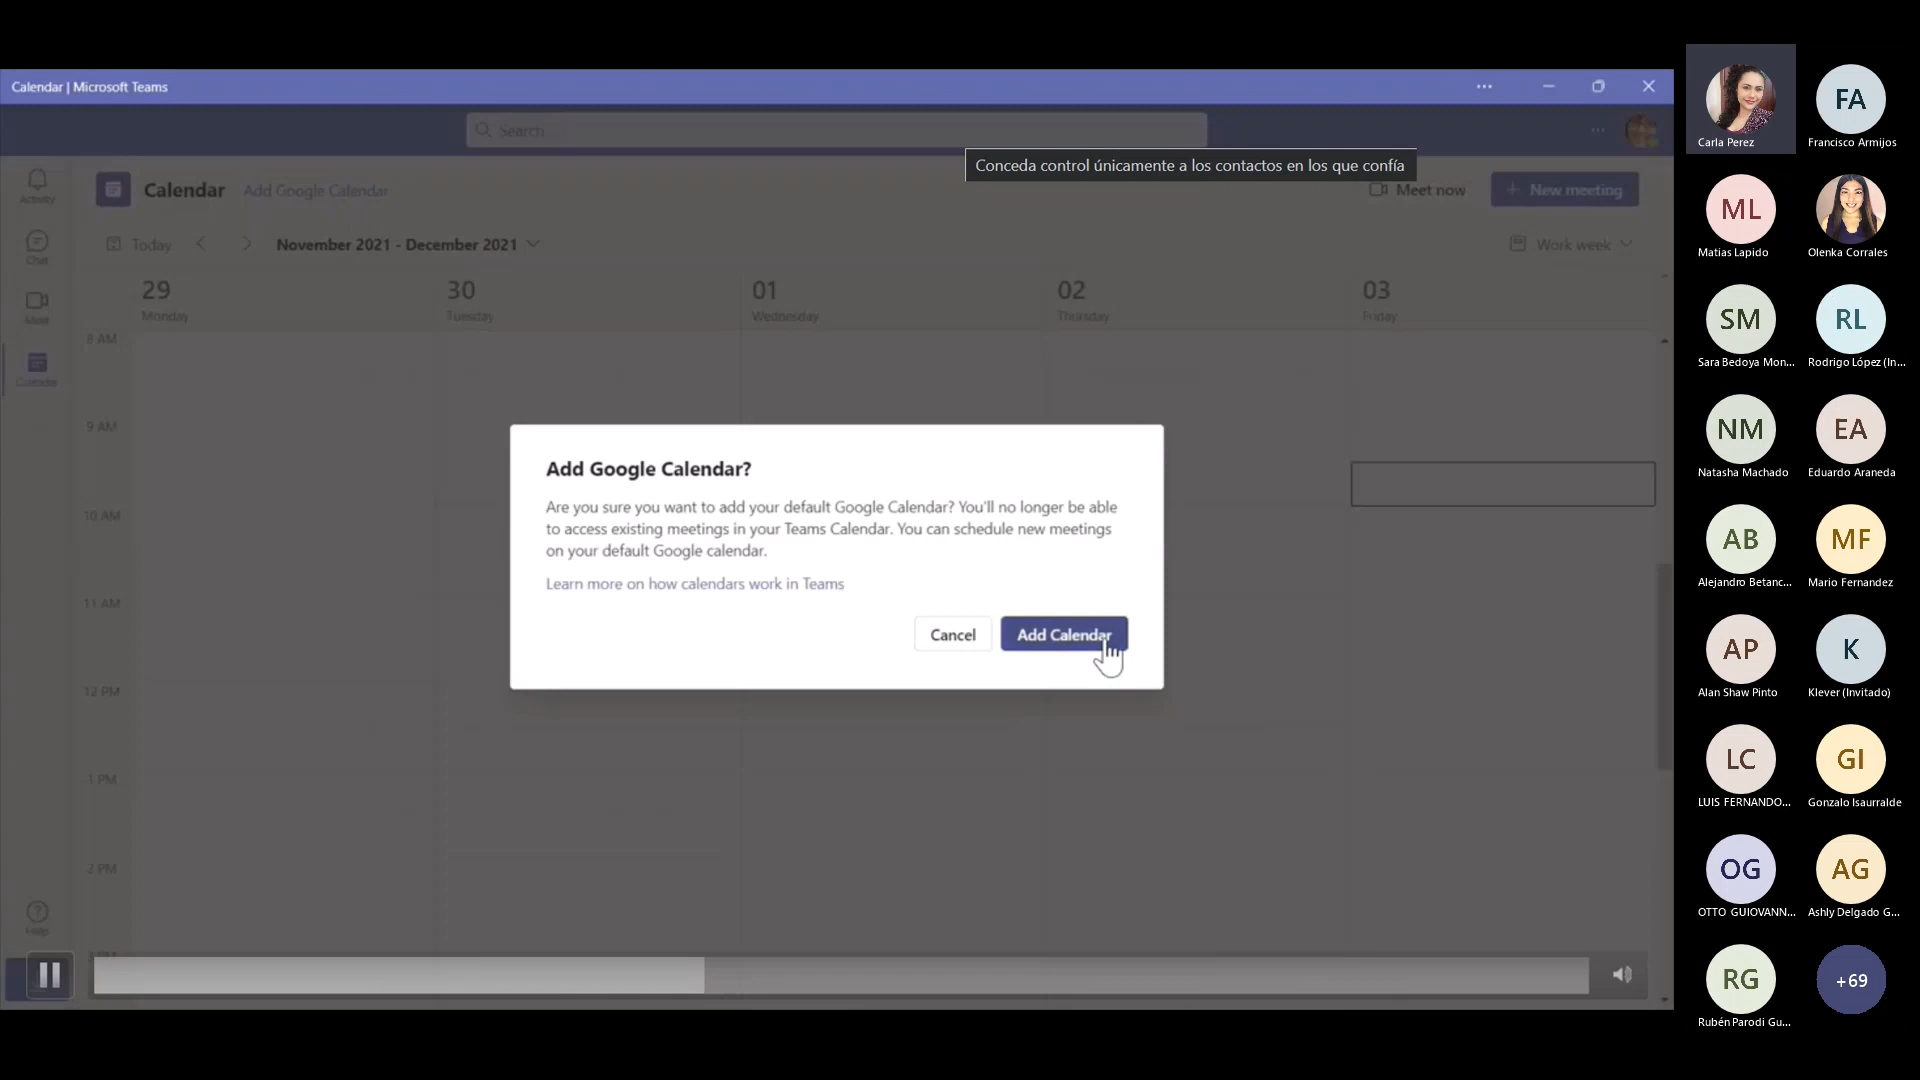 Calendar | Microsoft Teams
Search
Conceda control únicamente a los contactos en los que confía
Calendar
Add Google Calendar
Meet now
+ New meeting
Today
November 2021 - December 2021
Work week
Activity
Chat
Meet
Calendar
Help
29
Monday
30
Tuesday
01
Wednesday
02
Thursday
03
Friday
8 AM
9 AM
10 AM
11 AM
12 PM
1 PM
2 PM
Add Google Calendar?
Are you sure you want to add your default Google Calendar? You'll no longer be able
to access existing meetings in your Teams Calendar. You can schedule new meetings
on your default Google calendar.
Learn more on how calendars work in Teams
Cancel
Add Calendar
Carla Perez
FA
Francisco Armijos
ML
Matias Lapido
Olenka Corrales
SM
Sara Bedoya Mon...
RL
Rodrigo López (In...
NM
Natasha Machado
EA
Eduardo Araneda
AB
Alejandro Betanc...
MF
Mario Fernandez
AP
Alan Shaw Pinto
K
Klever (Invitado)
LC
LUIS FERNANDO...
GI
Gonzalo Isaurralde
OG
OTTO GUIOVANN...
AG
Ashly Delgado G...
RG
Rubén Parodi Gu...
+69